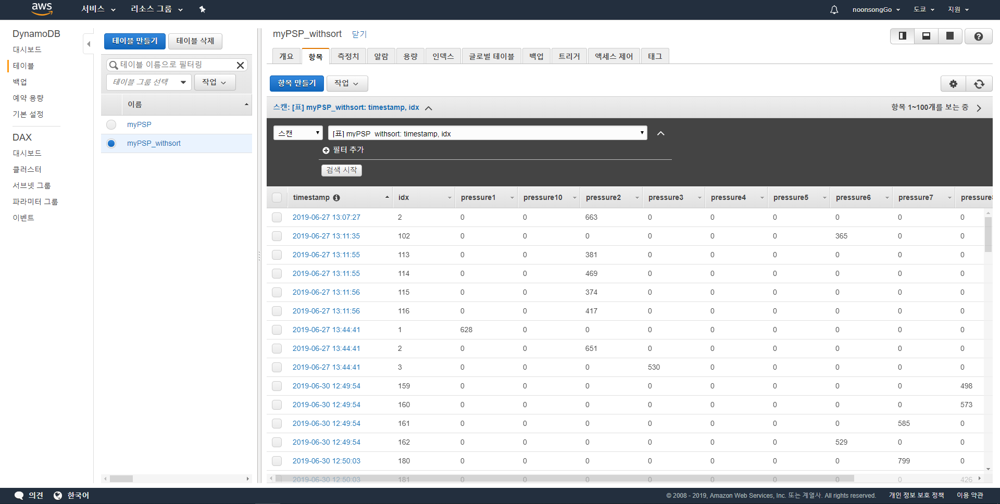 aws 서비스 리소스 그룹 noonsongGo 도쿄 지원
DynamoDB
대시보드
테이블
백업
예약 용량
기본 설정
DAX
대시보드
클러스터
서브넷 그룹
파라미터 그룹
이벤트
테이블 만들기 테이블 삭제
테이블 이름으로 필터링
테이블 그룹 선택 작업
이름
myPSP
myPSP_withsort
myPSP_withsort 닫기
개요 항목 측정치 알람 용량 인덱스 글로벌 테이블 백업 트리거 액세스 제어 태그
항목 만들기 작업
스캔: [표] myPSP_withsort: timestamp, idx 항목 1~100개를 보는 중
스캔 [표] myPSP_withsort: timestamp, idx
필터 추가
검색 시작
timestamp idx pressure1 pressure10 pressure2 pressure3 pressure4 pressure5 pressure6 pressure7 pressure8
2019-06-27 13:07:27 2 0 0 663 0 0 0 0 0 0
2019-06-27 13:11:35 102 0 0 0 0 0 0 365 0 0
2019-06-27 13:11:55 113 0 0 381 0 0 0 0 0 0
2019-06-27 13:11:55 114 0 0 469 0 0 0 0 0 0
2019-06-27 13:11:56 115 0 0 374 0 0 0 0 0 0
2019-06-27 13:11:56 116 0 0 417 0 0 0 0 0 0
2019-06-27 13:44:41 1 628 0 0 0 0 0 0 0 0
2019-06-27 13:44:41 2 0 0 651 0 0 0 0 0 0
2019-06-27 13:44:41 3 0 0 0 530 0 0 0 0 0
2019-06-30 12:49:54 159 0 0 0 0 0 0 0 0 498
2019-06-30 12:49:54 160 0 0 0 0 0 0 0 0 573
2019-06-30 12:49:54 161 0 0 0 0 0 0 0 585 0
2019-06-30 12:49:54 162 0 0 0 0 0 0 529 0 0
2019-06-30 12:50:03 180 0 0 0 0 0 0 0 799 0
2019-06-30 12:50:03 181 0 0 0 0 0 0 0 0 426
의견 한국어 © 2008 - 2019, Amazon Web Services, Inc. 또는 계열사. All rights reserved. 개인 정보 보호 정책 이용 약관